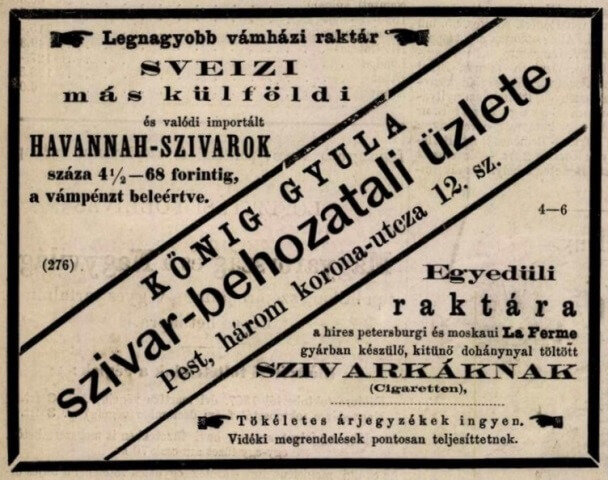 Legnagyobb vámházi raktár
SVEIZI
más külföldi
és valódi importált
HAVANNAH-SZIVAROK
száza 4½—68 forintig,
a vámpénzt beleértve.
(276)
KÖNIG GYULA
szivar-behozatali üzlete
Pest, három korona-utcza 12. sz.
4—6
Egyedüli
raktára
a hires petersburgi és moskaui La Ferme
gyárban készülő, kitünő dohánynyal töltött
SZIVARKÁKNAK
(Cigaretten),
Tökéletes árjegyzékek ingyen.
Vidéki megrendelések pontosan teljesíttetnek.